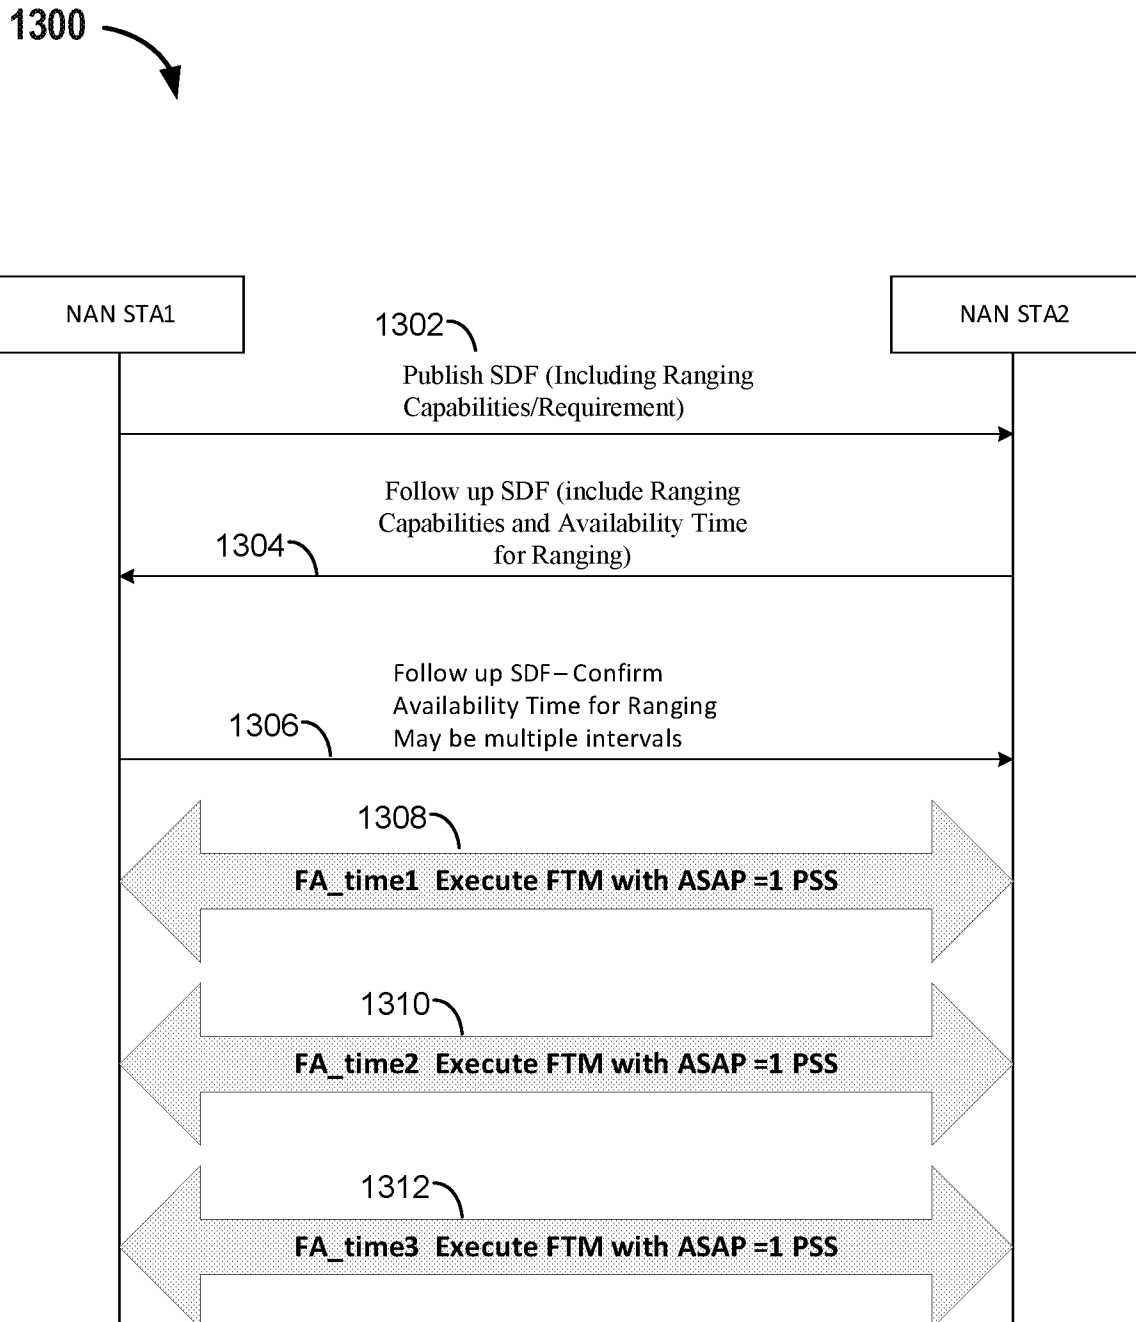 1300
NAN STA1
NAN STA2
1302
Publish SDF (Including Ranging
Capabilities/Requirement)
Follow up SDF (include Ranging
Capabilities and Availability Time
for Ranging)
1304
Follow up SDF – Confirm
Availability Time for Ranging
May be multiple intervals
1306
1308
FA_time1 Execute FTM with ASAP =1 PSS
1310
FA_time2 Execute FTM with ASAP =1 PSS
1312
FA_time3 Execute FTM with ASAP =1 PSS